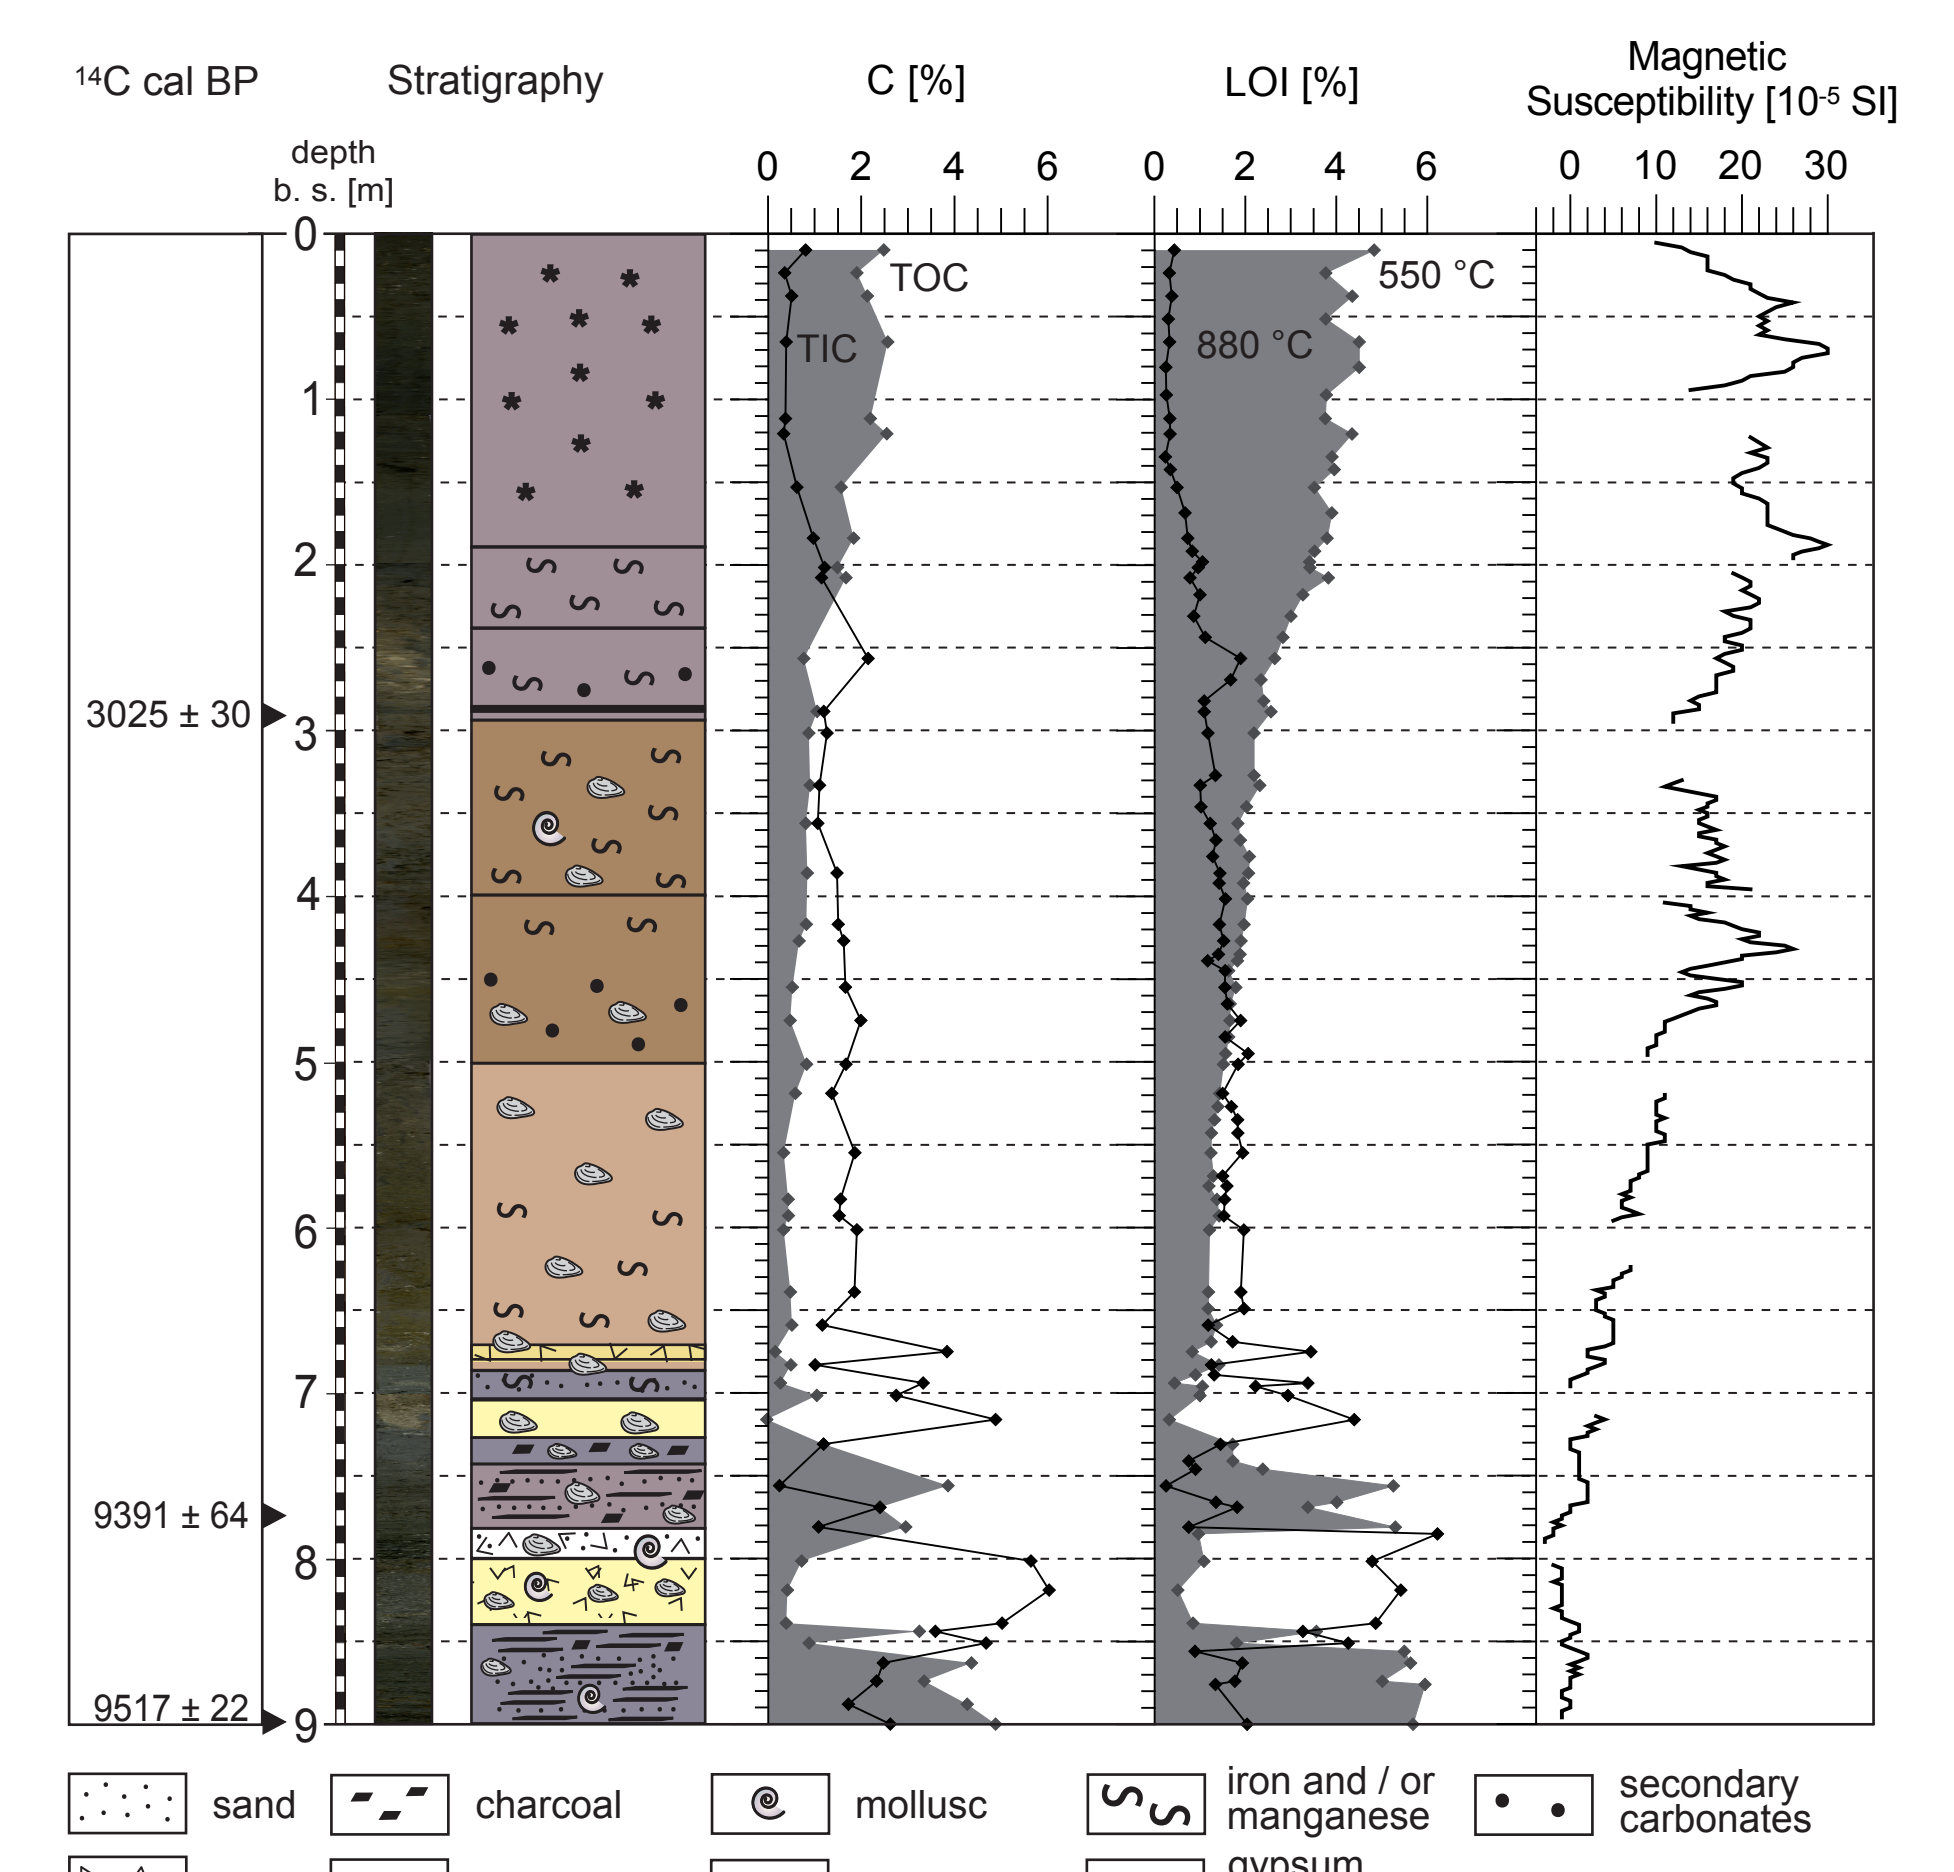 14C cal BP
Stratigraphy
C [%]
LOI [%]
Magnetic
Susceptibility [10-5 SI]
depth
b. s. [m]
0 2 4 6
0 2 4 6
0 10 20 30
0
TOC
550 °C
TIC
880 °C
1
2
3025 ± 30
3
4
5
6
7
9391 ± 64
8
9517 ± 22
9
sand
charcoal
mollusc
iron and / or
manganese
secondary
carbonates
gypsum